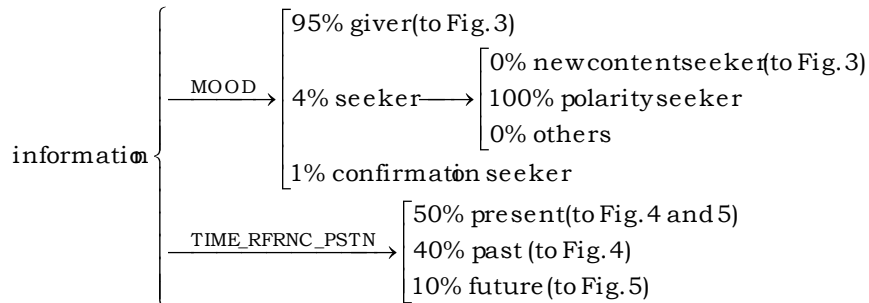 95% giver(to Fig.3)
0% newcontentseeker(to Fig.3)
MOOD
4% seeker
100% polarityseeker
0% others
information
1% confirmation seeker
50% present(to Fig.4 and 5)
TIME_RFRNC_PSTN
40% past (to Fig.4)
10% future(to Fig.5)